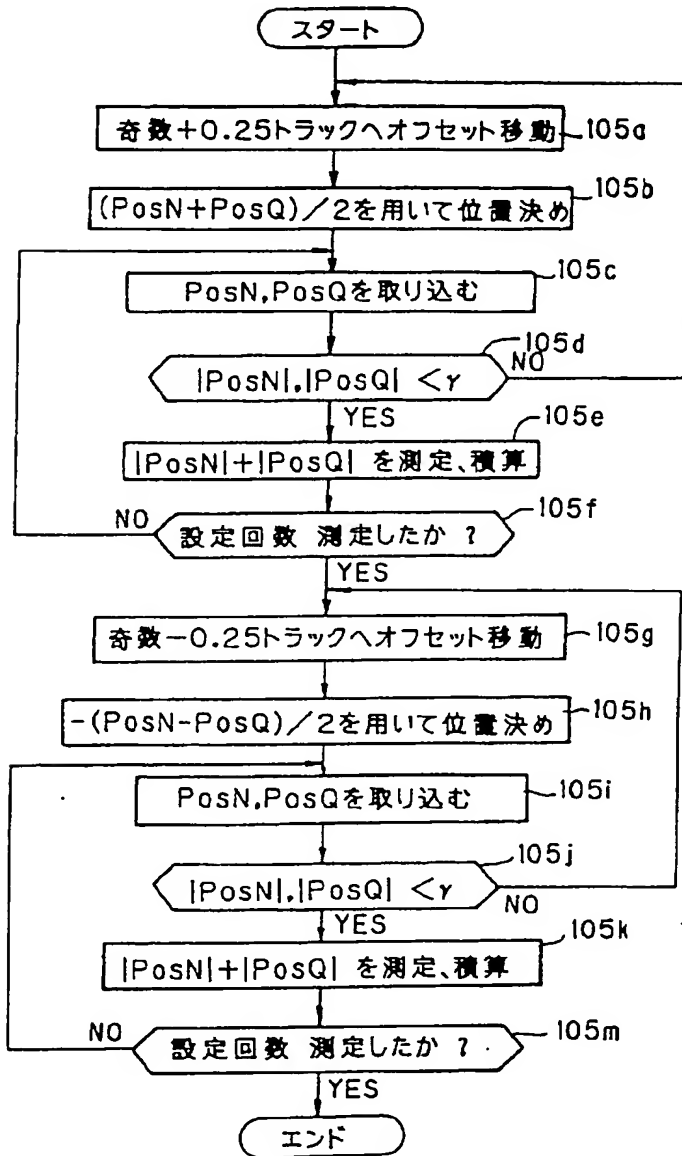 スタート
奇数+0.25トラックへオフセット移動
105a
(PosN+PosQ)/2を用いて位置決め
105b
PosN,PosQを取り込む
105c
|PosN|,|PosQ| <γ
105d
NO
YES
|PosN|+|PosQ| を測定、積算
105e
設定回数 測定したか ?
105f
NO
YES
奇数-0.25トラックへオフセット移動
105g
-(PosN-PosQ)/2を用いて位置決め
105h
PosN,PosQを取り込む
105i
|PosN|,|PosQ| <γ
105j
NO
YES
|PosN|+|PosQ| を測定、積算
105k
設定回数 測定したか ?
105m
NO
YES
エンド